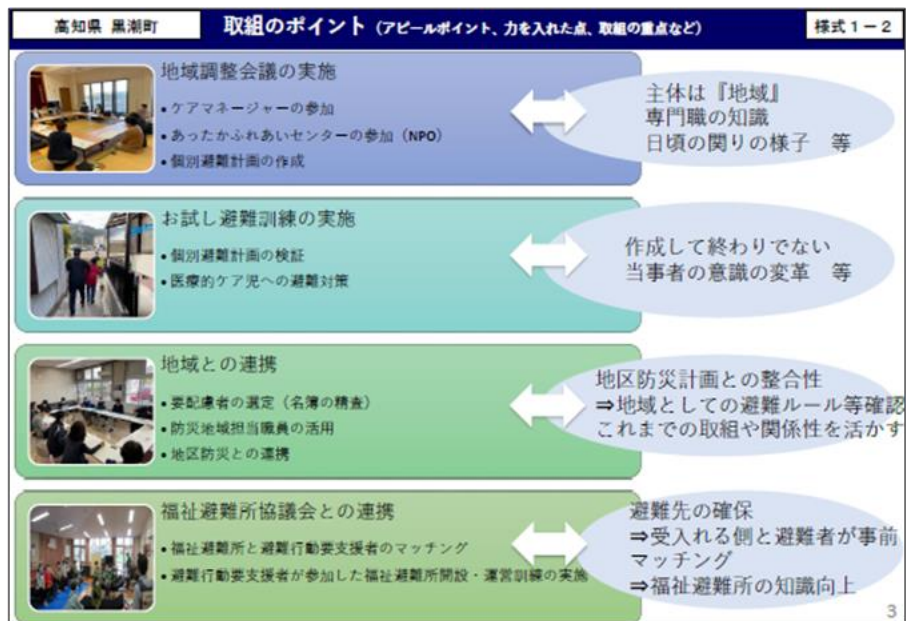 高知県 黒潮町
取組のポイント（アピールポイント、力を入れた点、取組の重点など）
様式１－２
地域調整会議の実施
• ケアマネージャーの参加
• あったかふれあいセンターの参加（NPO）
• 個別避難計画の作成
主体は『地域』
専門職の知識
日頃の関りの様子　等
お試し避難訓練の実施
• 個別避難計画の検証
• 医療的ケア児への避難対策
作成して終わりでない
当事者の意識の変革　等
地域との連携
• 要配慮者の選定（名簿の精査）
• 防災地域担当職員の活用
• 地区防災との連携
地区防災計画との整合性
⇒地域としての避難ルール等確認
これまでの取組や関係性を活かす
福祉避難所協議会との連携
• 福祉避難所と避難行動要支援者のマッチング
• 避難行動要支援者が参加した福祉避難所開設・運営訓練の実施
避難先の確保
⇒受入れる側と避難者が事前
マッチング
⇒福祉避難所の知識向上
3